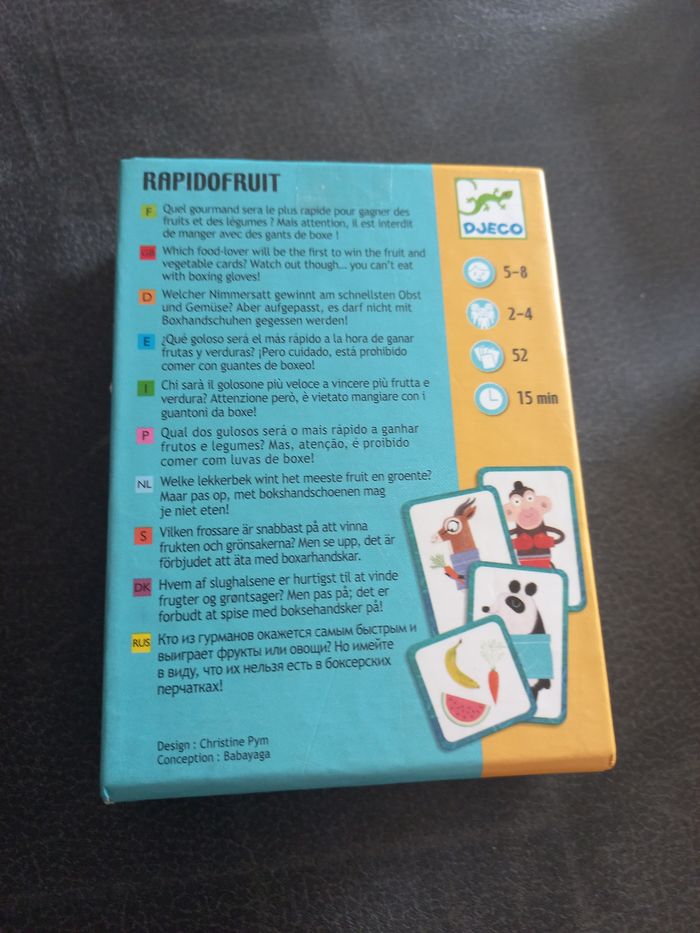 RAPIDOFRUIT
F Quel gourmand sera le plus rapide pour gagner des
fruits et des légumes ? Mais attention, il est interdit
de manger avec des gants de boxe !
GB Which food-lover will be the first to win the fruit and
vegetable cards? Watch out though... you can't eat
with boxing gloves!
D Welcher Nimmersatt gewinnt am schnellsten Obst
und Gemüse? Aber aufgepasst, es darf nicht mit
Boxhandschuhen gegessen werden!
E ¿Qué goloso será el más rápido a la hora de ganar
frutas y verduras? ¡Pero cuidado, está prohibido
comer con guantes de boxeo!
I Chi sarà il golosone più veloce a vincere più frutta e
verdura? Attenzione però, è vietato mangiare con i
guantoni da boxe!
P Qual dos gulosos será o mais rápido a ganhar
frutos e legumes? Mas, atenção, é proibido
comer com luvas de boxe!
NL Welke lekkerbek wint het meeste fruit en groente?
Maar pas op, met bokshandschoenen mag
je niet eten!
S Vilken frossare är snabbast på att vinna
frukten och grönsakerna? Men se upp, det är
förbjudet att äta med boxarhandskar.
DK Hvem af slughalsene er hurtigst til at vinde
frugter og grøntsager? Men pas på; det er
forbudt at spise med boksehandsker på!
RUS Кто из гурманов окажется самым быстрым и
выиграет фрукты или овощи? Но имейте
в виду, что их нельзя есть в боксерских
перчатках!
Design : Christine Pym
Conception : Babayaga
DJECO
5-8
2-4
52
15 min